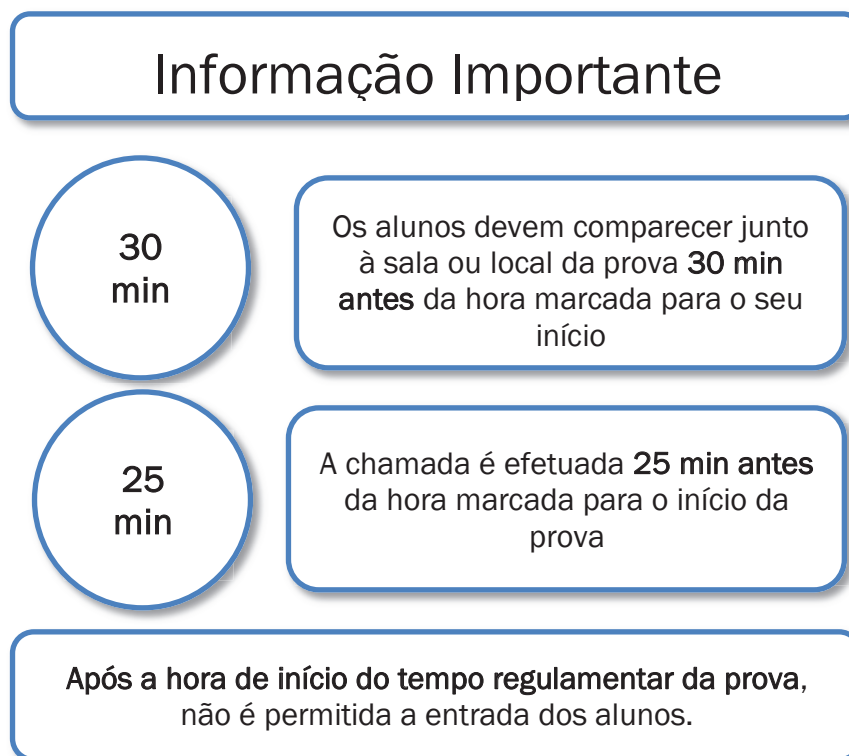 Informação Importante
30
min
Os alunos devem comparecer junto
à sala ou local da prova 30 min
antes da hora marcada para o seu
início
25
min
A chamada é efetuada 25 min antes
da hora marcada para o início da
prova
Após a hora de início do tempo regulamentar da prova,
não é permitida a entrada dos alunos.